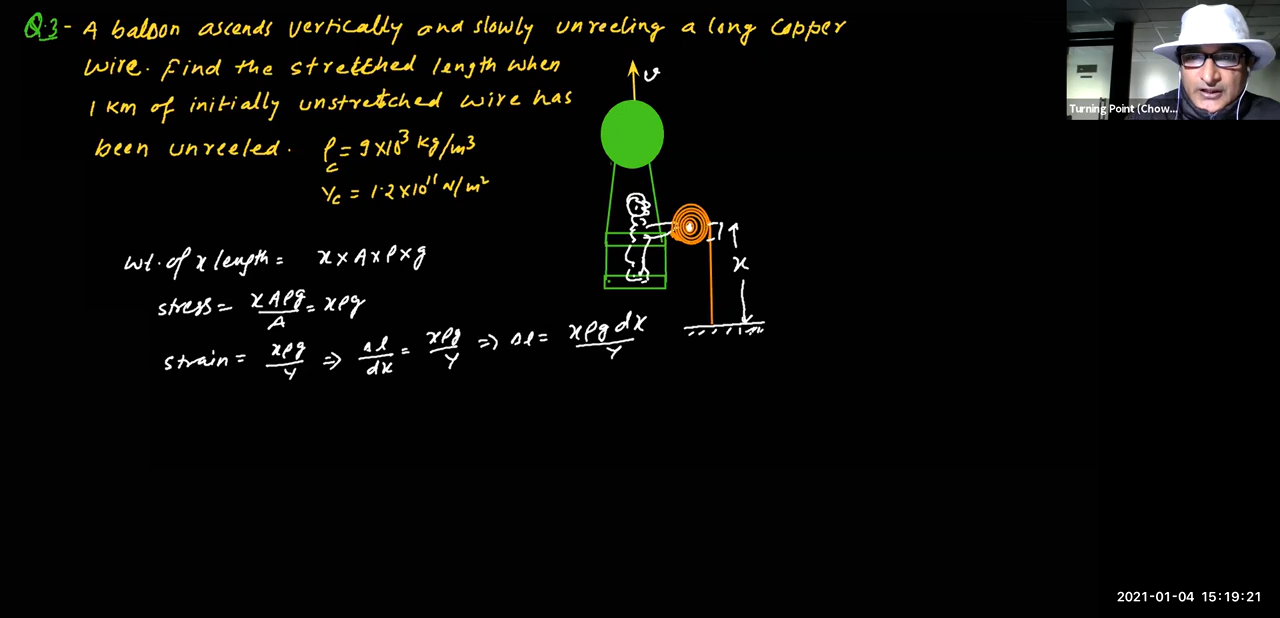 Q.3- A baloon ascends vertically and slowly unreeling a long Copper
wire. Find the stretched length when
1 Km of initially unstretched wire has
been unreeled. ρc = 9×10³ kg/m³
Yc = 1.2×10¹¹ N/m²
v
wt. of x length = x × A × ρ × g
stress = xAρg/A = xρg
strain = xρg/Y ⇒ Δl/dx = xρg/Y ⇒ Δl = xρg dx/Y
x
Turning Point (Chow...
2021-01-04 15:19:21